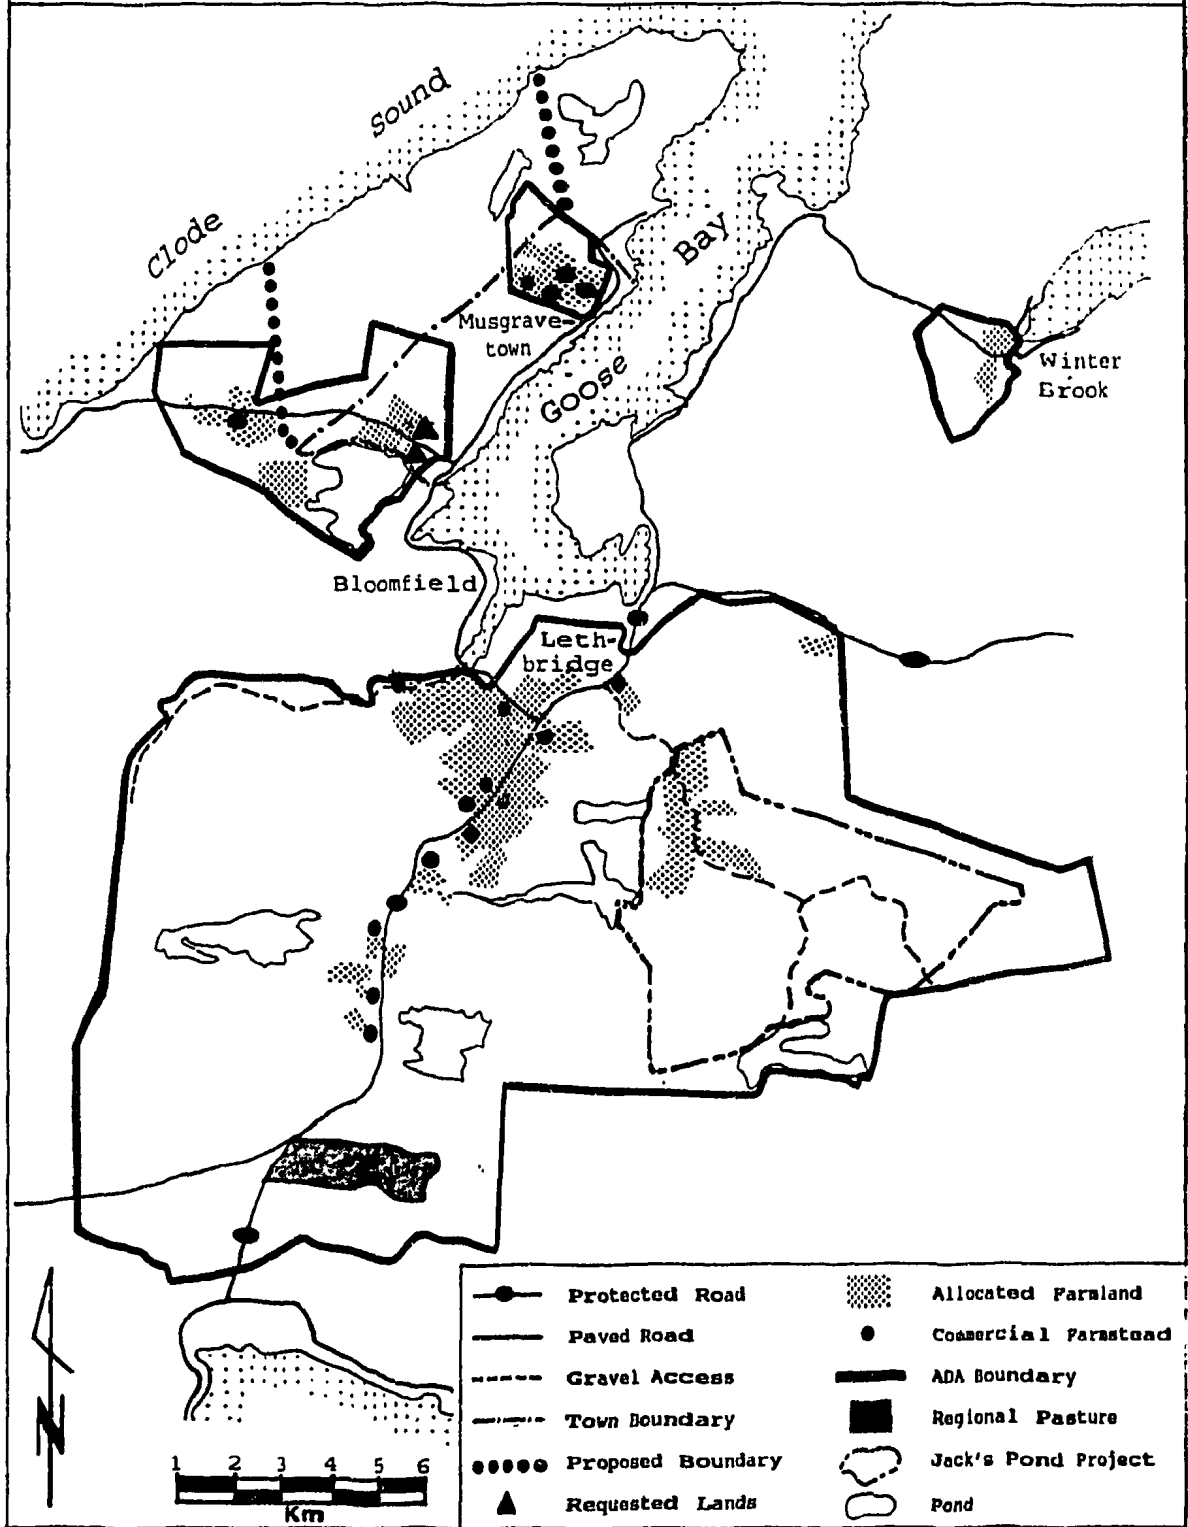 Sound
Clode
Bay
Musgrave-
town
Goose
Winter
Brook
Bloomfield
Leth-
bridge
Protected Road
Paved Road
Gravel Access
Town Boundary
Proposed Boundary
Requested Lands
Allocated Farmland
Commercial Farmstead
ADA Boundary
Regional Pasture
Jack's Pond Project
Pond
N
1 2 3 4 5 6
Km